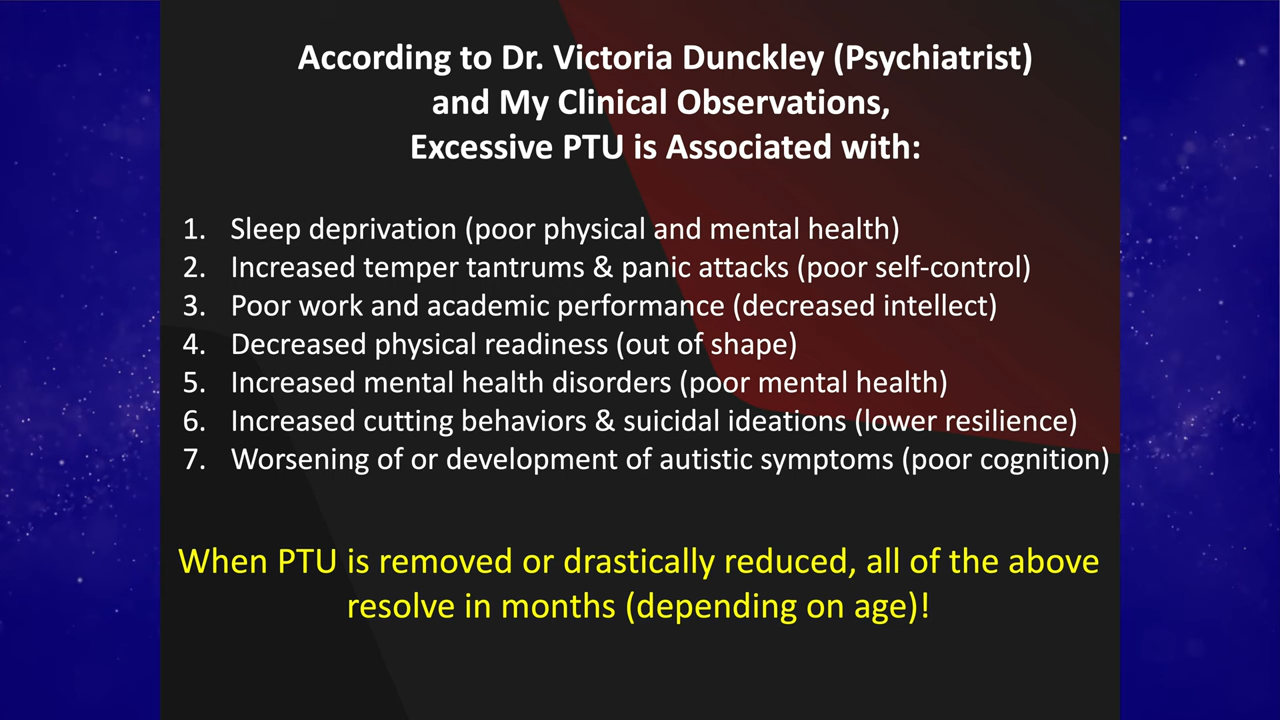 According to Dr. Victoria Dunckley (Psychiatrist)
and My Clinical Observations,
Excessive PTU is Associated with:
1. Sleep deprivation (poor physical and mental health)
2. Increased temper tantrums & panic attacks (poor self-control)
3. Poor work and academic performance (decreased intellect)
4. Decreased physical readiness (out of shape)
5. Increased mental health disorders (poor mental health)
6. Increased cutting behaviors & suicidal ideations (lower resilience)
7. Worsening of or development of autistic symptoms (poor cognition)
When PTU is removed or drastically reduced, all of the above
resolve in months (depending on age)!